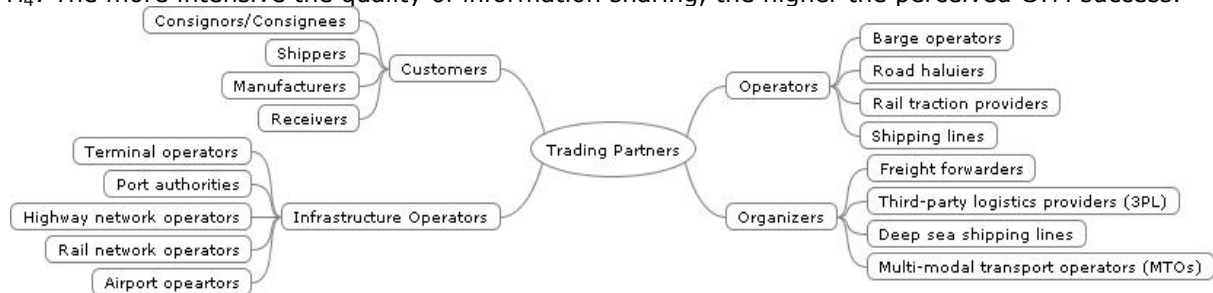 H₄: The more intensive the quality of information sharing, the higher the perceived success.
Consignors/Consignees
Shippers
Manufacturers
Receivers
Customers
Terminal operators
Port authorities
Highway network operators
Rail network operators
Airport opeartors
Infrastructure Operators
Trading Partners
Operators
Barge operators
Road haluiers
Rail traction providers
Shipping lines
Organizers
Freight forwarders
Third-party logistics providers (3PL)
Deep sea shipping lines
Multi-modal transport operators (MTOs)